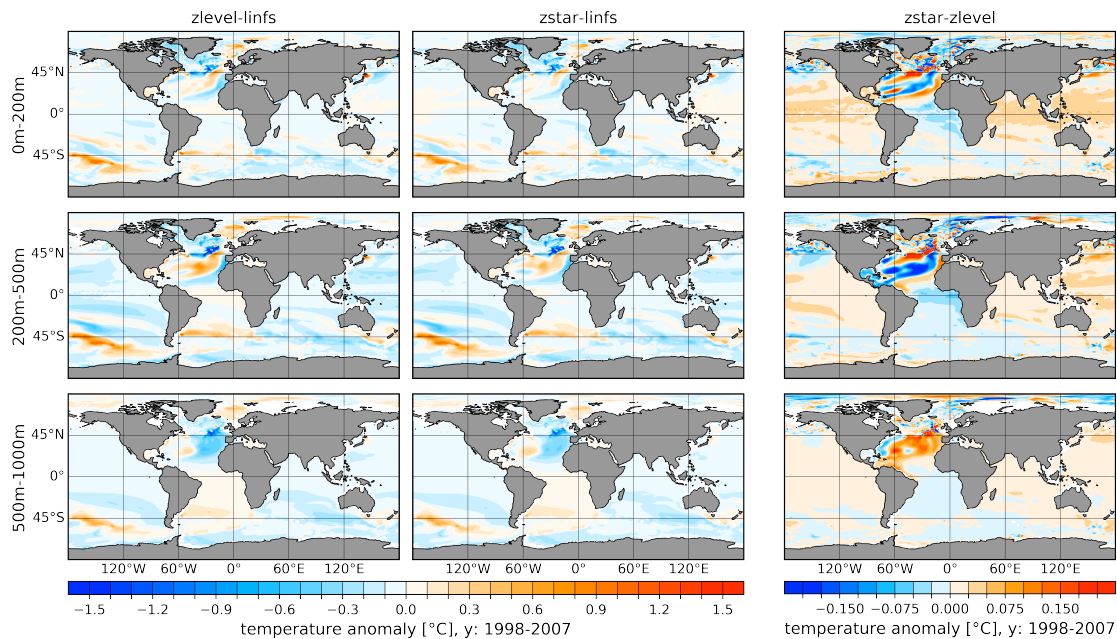 zlevel-linfs zstar-linfs zstar-zlevel
0m-200m
45°N
0°
45°S
200m-500m
45°N
0°
45°S
500m-1000m
45°N
0°
45°S
120°W 60°W 0° 60°E 120°E 120°W 60°W 0° 60°E 120°E 120°W 60°W 0° 60°E 120°E
−1.5 −1.2 −0.9 −0.6 −0.3 0.0 0.3 0.6 0.9 1.2 1.5 −0.150 −0.075 0.000 0.075 0.150
temperature anomaly [°C], y: 1998-2007 temperature anomaly [°C], y: 1998-2007